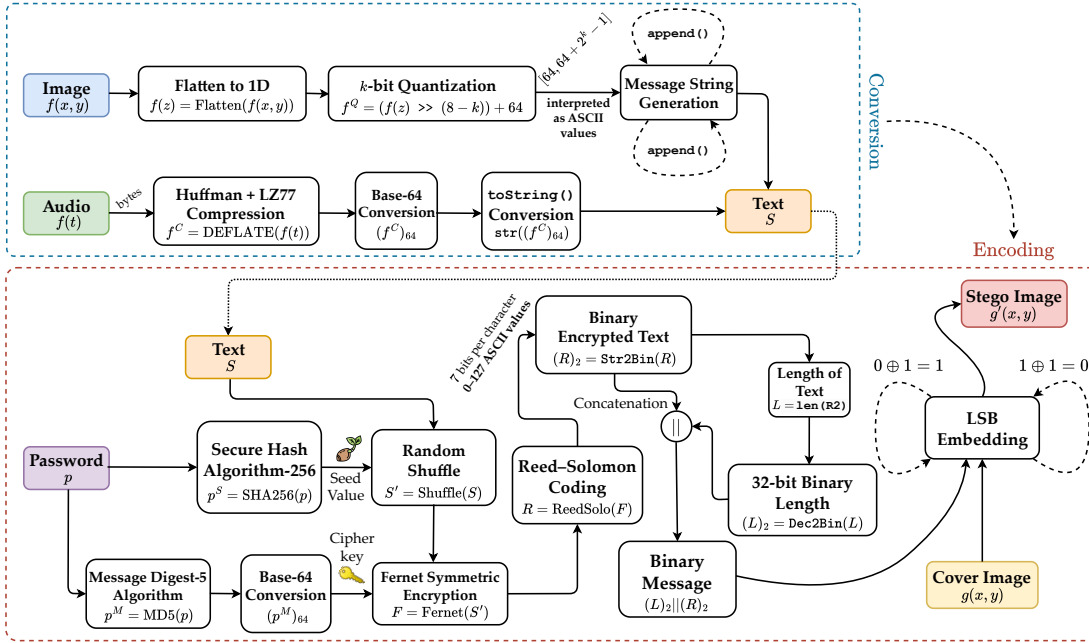 Image
f(x, y)
Flatten to 1D
f(z) = Flatten(f(x, y))
k-bit Quantization
f^Q = (f(z) >> (8 − k)) + 64
[64, 64 + 2^k − 1]
interpreted
as ASCII
values
append()
Message String
Generation
append()
Conversion
Audio
f(t)
bytes
Huffman + LZ77
Compression
f^C = DEFLATE(f(t))
Base-64
Conversion
(f^C)_64
toString()
Conversion
str((f^C)_64)
Text
S
Encoding
Text
S
Password
p
Secure Hash
Algorithm-256
p^S = SHA256(p)
Seed
Value
Random
Shuffle
S′ = Shuffle(S)
Message Digest-5
Algorithm
p^M = MD5(p)
Base-64
Conversion
(p^M)_64
Cipher
key
Fernet Symmetric
Encryption
F = Fernet(S′)
Reed–Solomon
Coding
R = ReedSolo(F)
7 bits per character
0–127 ASCII values
Binary
Encrypted Text
(R)_2 = Str2Bin(R)
Concatenation
||
Length of
Text
L = len(R2)
32-bit Binary
Length
(L)_2 = Dec2Bin(L)
Binary
Message
(L)_2||(R)_2
Stego Image
g′(x, y)
0 ⊕ 1 = 1
1 ⊕ 1 = 0
LSB
Embedding
Cover Image
g(x, y)